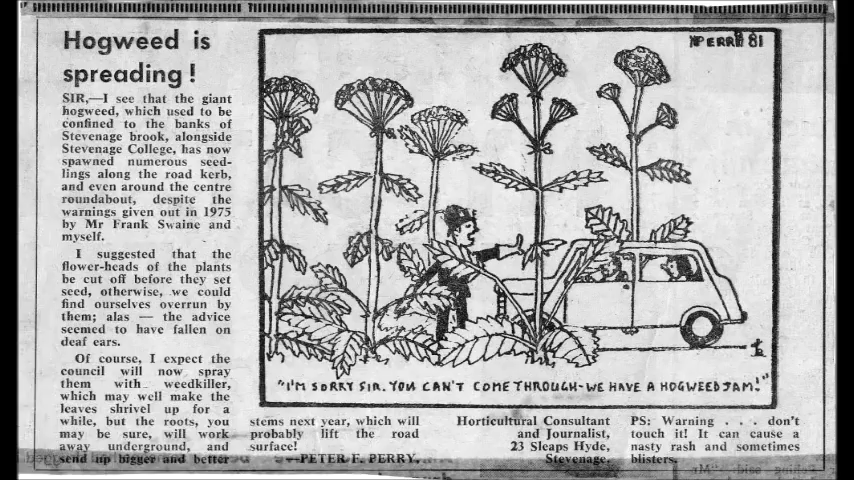 Hogweed is
spreading!
SIR,—I see that the giant
hogweed, which used to be
confined to the banks of
Stevenage brook, alongside
Stevenage College, has now
spawned numerous seed-
lings along the road kerb,
and even around the centre
roundabout, despite the
warnings given out in 1975
by Mr Frank Swaine and
myself.
I suggested that the
flower-heads of the plants
be cut off before they set
seed, otherwise, we could
find ourselves overrun by
them; alas — the advice
seemed to have fallen on
deaf ears.
Of course, I expect the
council will now spray
them with weedkiller,
which may well make the
leaves shrivel up for a
while, but the roots, you
may be sure, will work
away underground, and
send up bigger and better
stems next year, which will
probably lift the road
surface!
—PETER F. PERRY,
Horticultural Consultant
and Journalist,
23 Sleaps Hyde,
Stevenage.
PS: Warning . . . don't
touch it! It can cause a
nasty rash and sometimes
blisters.
PERRY 81
"I'M SORRY SIR. YOU CAN'T COME THROUGH-WE HAVE A HOGWEED JAM!"